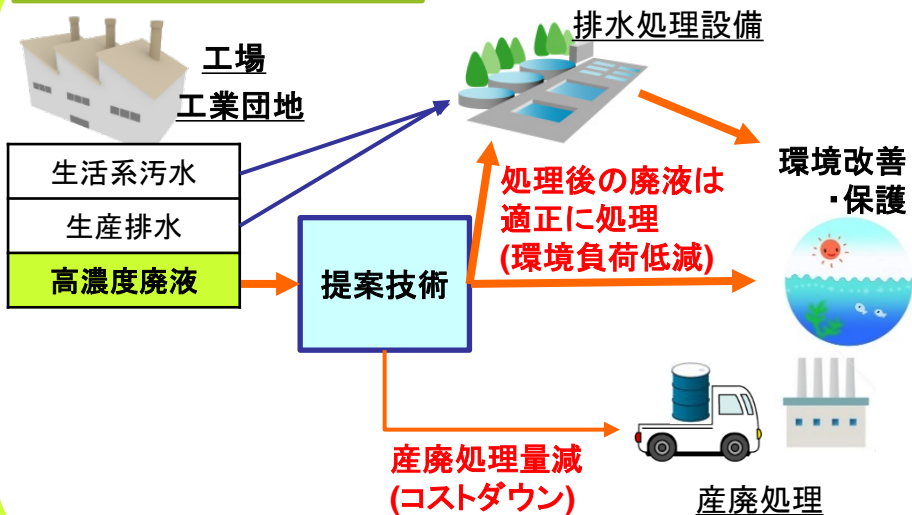 排水処理設備
工場
工業団地
生活系汚水
生産排水
高濃度廃液
提案技術
処理後の廃液は
適正に処理
(環境負荷低減)
環境改善
・保護
産廃処理量減
(コストダウン)
産廃処理